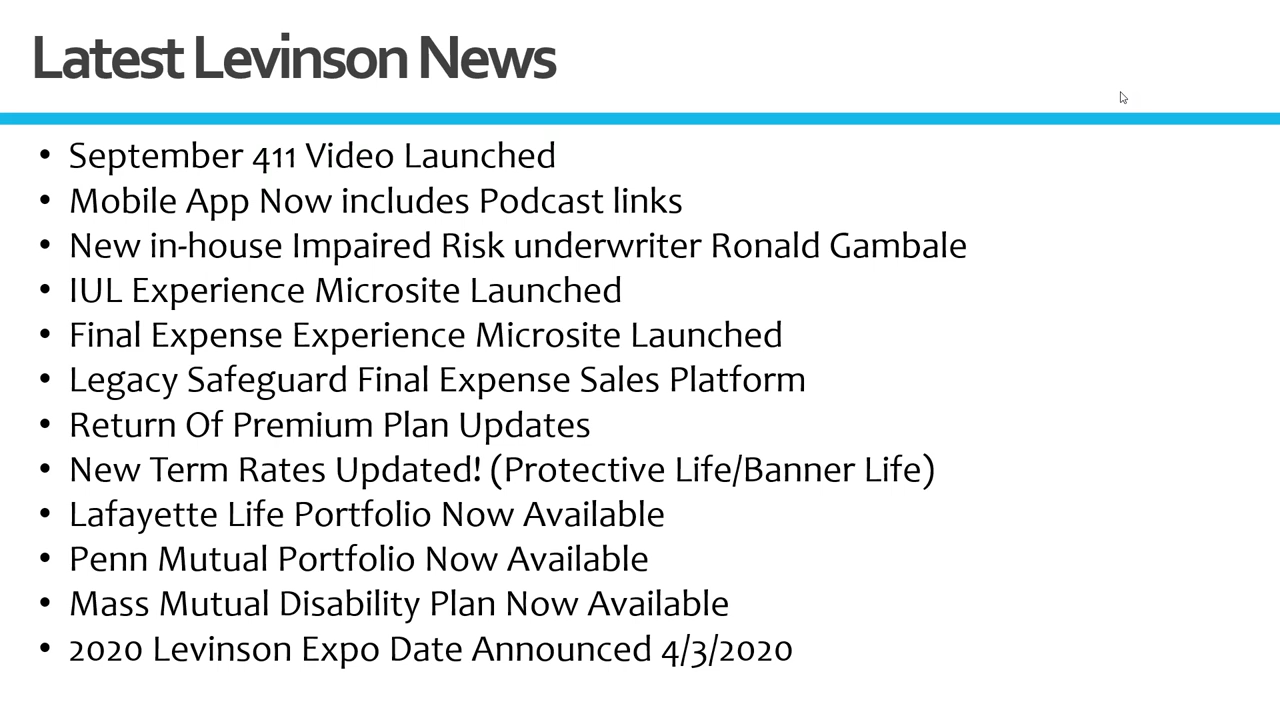 Latest Levinson News
• September 411 Video Launched
• Mobile App Now includes Podcast links
• New in-house Impaired Risk underwriter Ronald Gambale
• IUL Experience Microsite Launched
• Final Expense Experience Microsite Launched
• Legacy Safeguard Final Expense Sales Platform
• Return Of Premium Plan Updates
• New Term Rates Updated! (Protective Life/Banner Life)
• Lafayette Life Portfolio Now Available
• Penn Mutual Portfolio Now Available
• Mass Mutual Disability Plan Now Available
• 2020 Levinson Expo Date Announced 4/3/2020